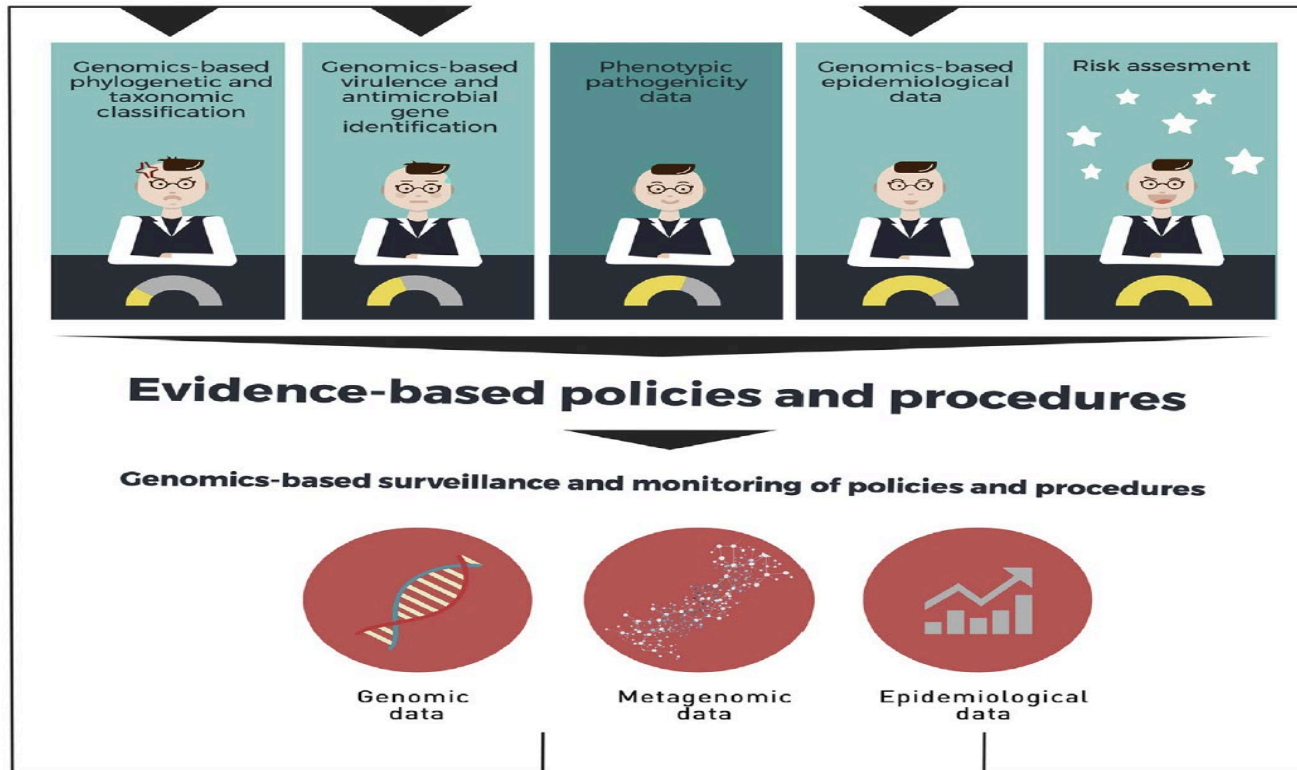 Genomics-based
phylogenetic and
taxonomic
classification
Genomics-based
virulence and
antimicrobial
gene
identification
Phenotypic
pathogenicity
data
Genomics-based
epidemiological
data
Risk assesment
Evidence-based policies and procedures
Genomics-based surveillance and monitoring of policies and procedures
Genomic
data
Metagenomic
data
Epidemiological
data